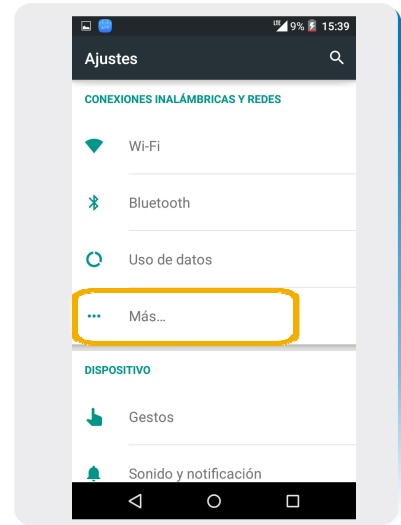 LTE 9% 15:39
Ajustes
CONEXIONES INALÁMBRICAS Y REDES
Wi-Fi
Bluetooth
Uso de datos
Más...
DISPOSITIVO
Gestos
Sonido y notificación